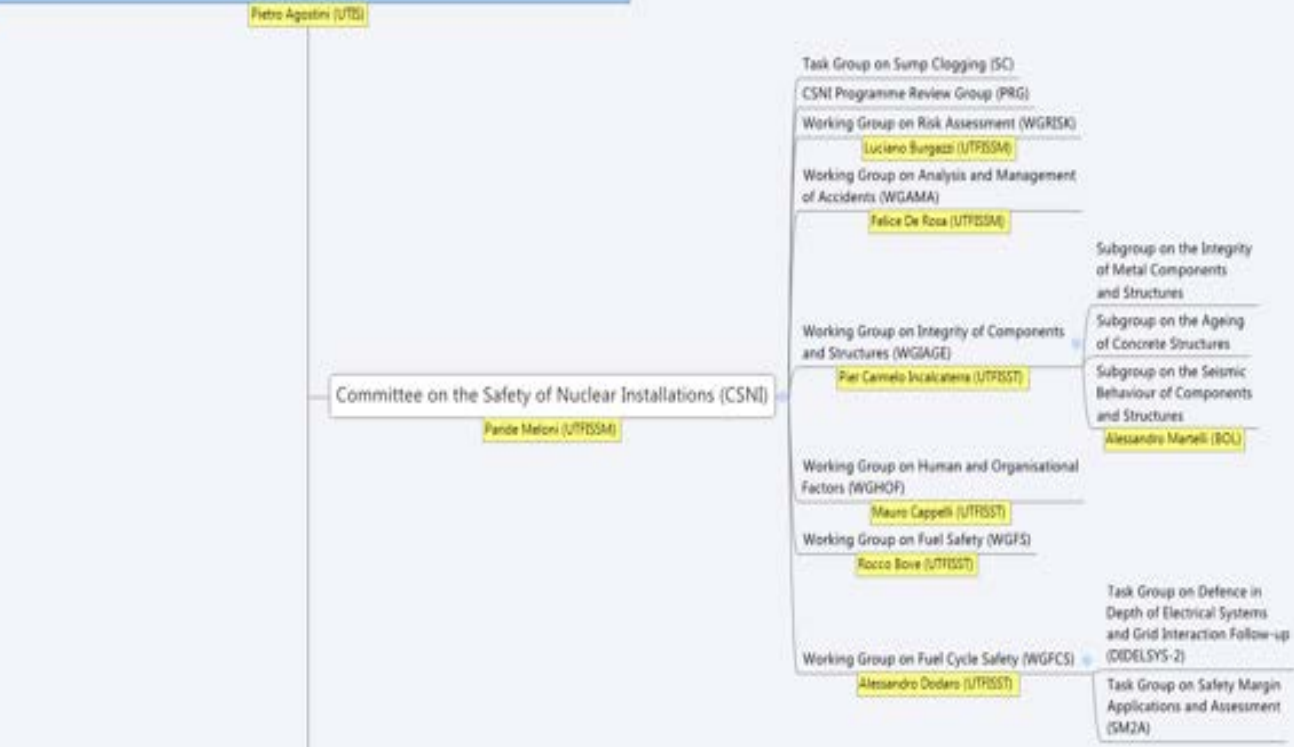 Pietro Agostini (UTIS)
Task Group on Sump Clogging (SC)
CSNI Programme Review Group (PRG)
Working Group on Risk Assessment (WGRISK)
Luciano Burgazzi (UTFISSM)
Working Group on Analysis and Management
of Accidents (WGAMA)
Felice De Rosa (UTFISSM)
Subgroup on the Integrity
of Metal Components
and Structures
Working Group on Integrity of Components
and Structures (WGIAGE)
Pier Carmelo Incalcaterra (UTFISST)
Subgroup on the Ageing
of Concrete Structures
Subgroup on the Seismic
Behaviour of Components
and Structures
Alessandro Martelli (BOL)
Committee on the Safety of Nuclear Installations (CSNI)
Paride Meloni (UTFISSM)
Working Group on Human and Organisational
Factors (WGHOF)
Mauro Cappelli (UTFISST)
Working Group on Fuel Safety (WGFS)
Rocco Bove (UTFISST)
Working Group on Fuel Cycle Safety (WGFCS)
Alessandro Dodaro (UTFISST)
Task Group on Defence in
Depth of Electrical Systems
and Grid Interaction Follow-up
(DIDELSYS-2)
Task Group on Safety Margin
Applications and Assessment
(SM2A)